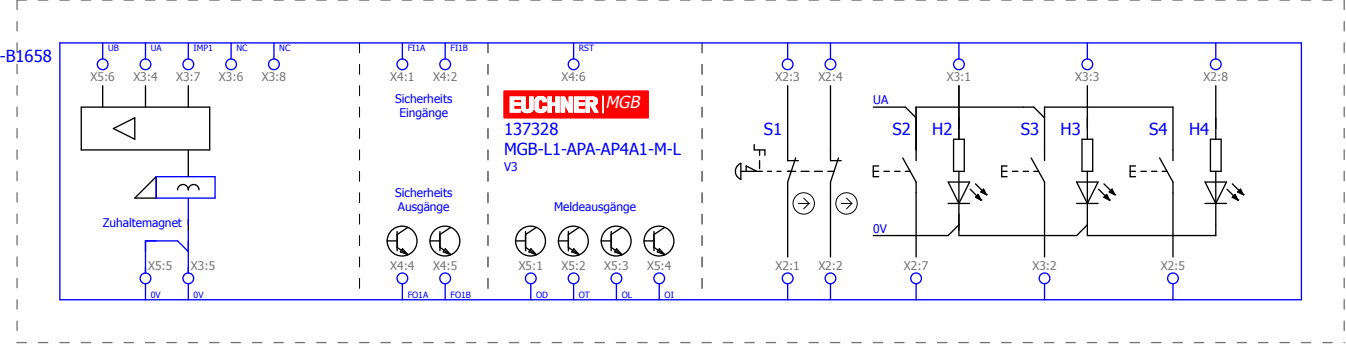 -B1658
UB UA IMP1 NC NC FI1A FI1B RST
X5:6 X3:4 X3:7 X3:6 X3:8 X4:1 X4:2 X4:6 X2:3 X2:4 X3:1 X3:3 X2:8
Sicherheits
Eingänge
EUCHNER MGB
137328
MGB-L1-APA-AP4A1-M-L
V3
UA
S1 S2 H2 S3 H3 S4 H4
Sicherheits
Ausgänge
Meldeausgänge
Zuhaltemagnet
0V
X5:5 X3:5 X4:4 X4:5 X5:1 X5:2 X5:3 X5:4 X2:1 X2:2 X2:7 X3:2 X2:5
0V 0V FO1A FO1B OD OT OL OI